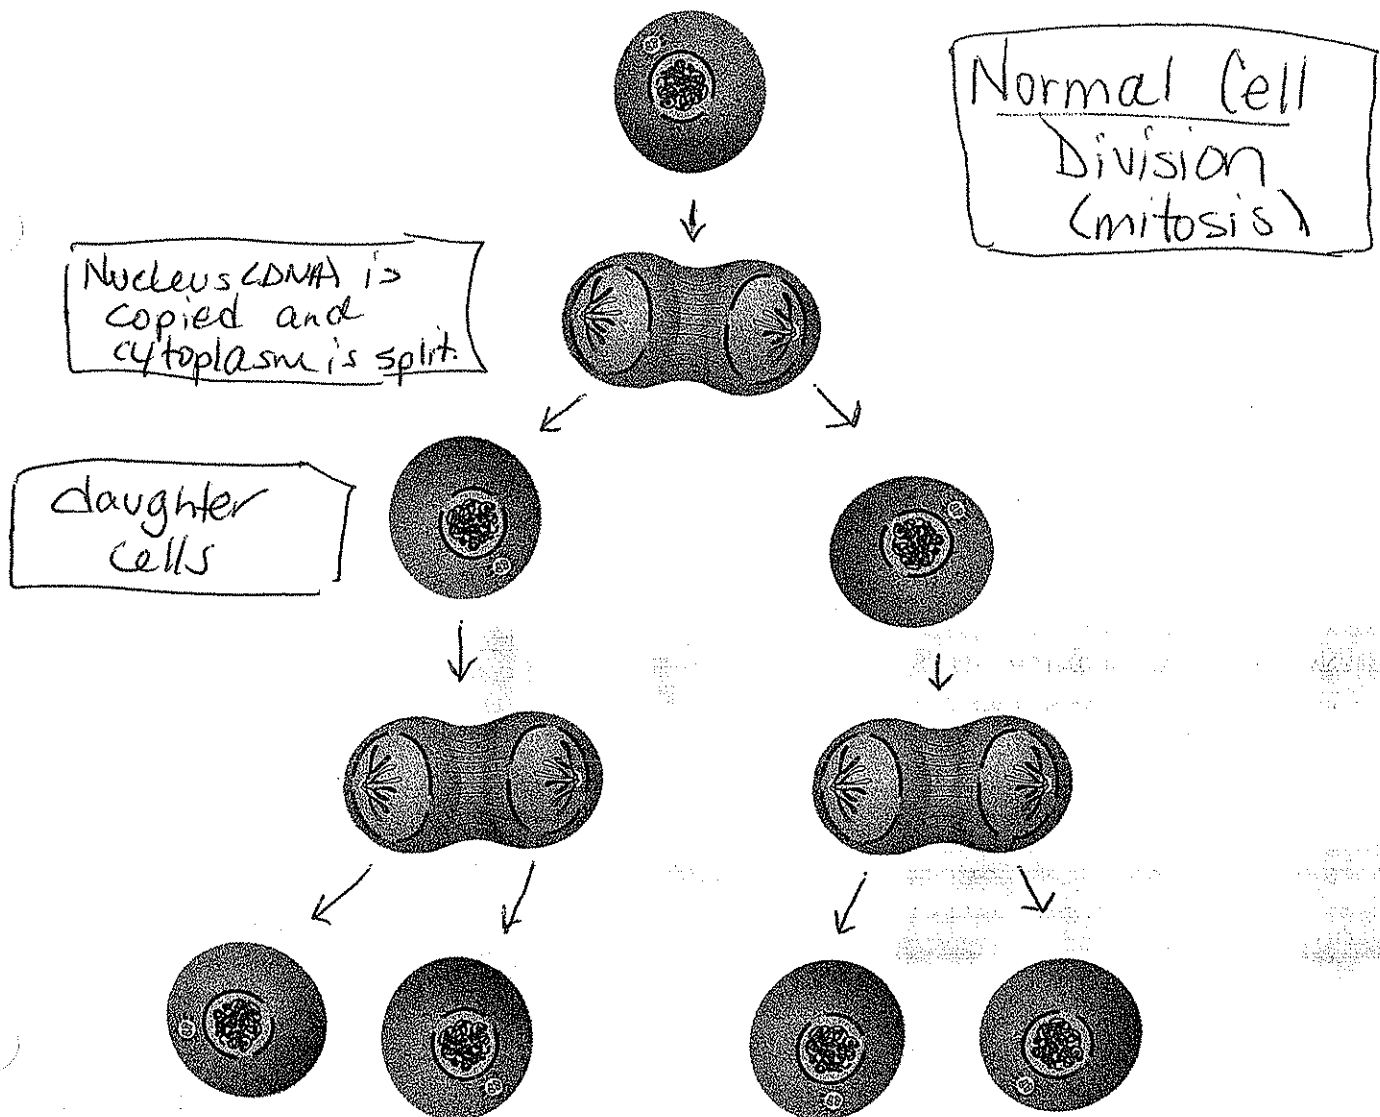 Normal Cell
Division
(mitosis)
Nucleus (DNA) is
copied and
cytoplasm is split.
daughter
cells